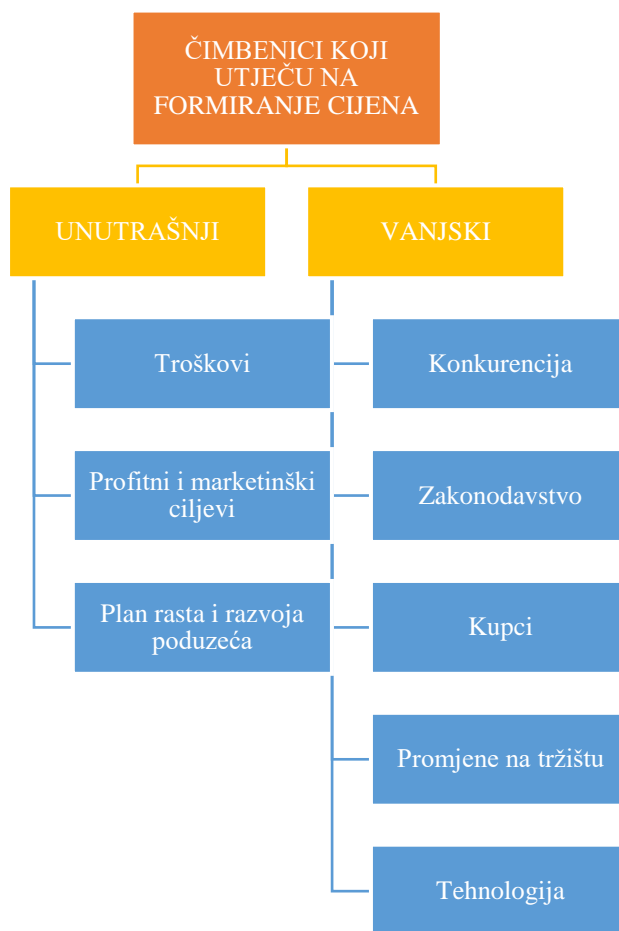 ČIMBENICI KOJI
UTJEČU NA
FORMIRANJE CIJENA
UNUTRAŠNJI
VANJSKI
Troškovi
Profitni i marketinški
ciljevi
Plan rasta i razvoja
poduzeća
Konkurencija
Zakonodavstvo
Kupci
Promjene na tržištu
Tehnologija